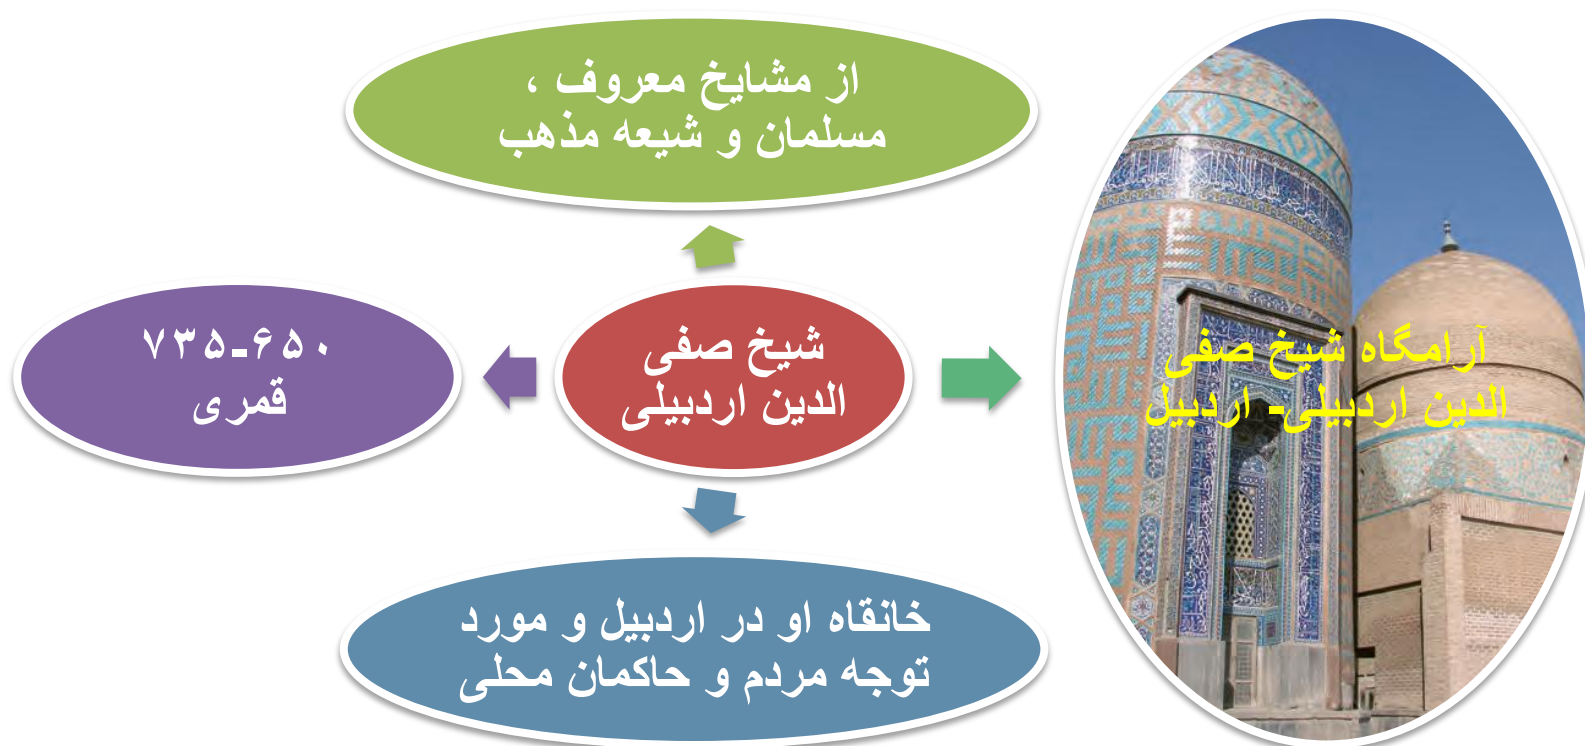 از مشایخ معروف ،
مسلمان و شیعه مذهب
شیخ صفی
الدین اردبیلی
آرامگاه شیخ صفی
الدین اردبیلی- اردبیل
۶۵۰-۷۳۵
قمری
خانقاه او در اردبیل و مورد
توجه مردم و حاکمان محلی